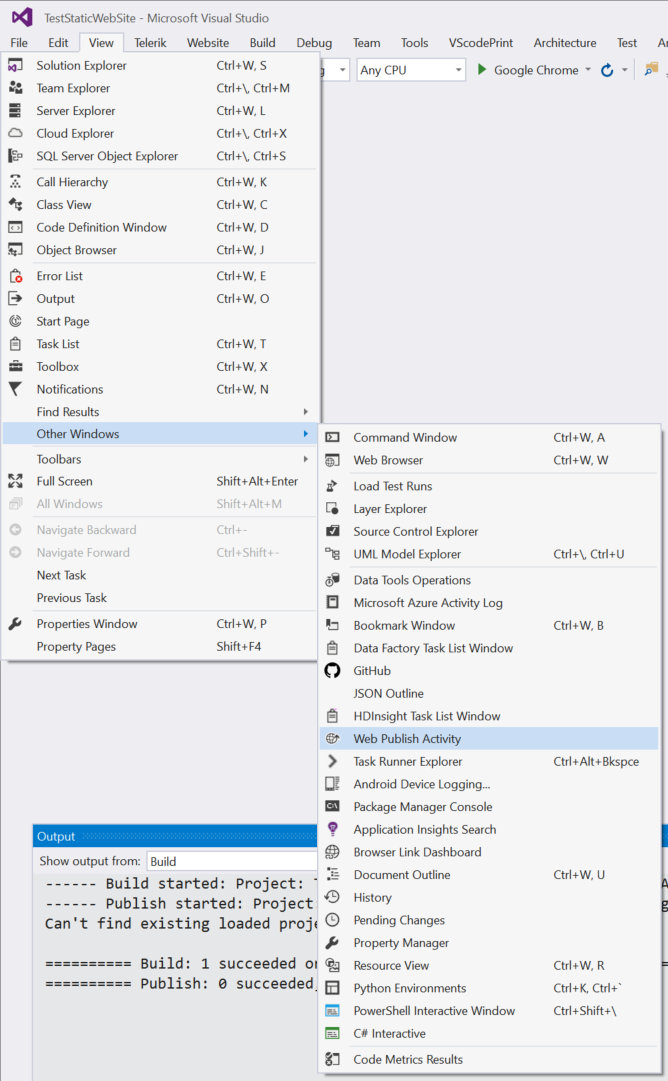 TestStaticWebSite - Microsoft Visual Studio
File Edit View Telerik Website Build Debug Team Tools VScodePrint Architecture Test
Any CPU Google Chrome
Solution Explorer Ctrl+W, S
Team Explorer Ctrl+\, Ctrl+M
Server Explorer Ctrl+W, L
Cloud Explorer Ctrl+\, Ctrl+X
SQL Server Object Explorer Ctrl+\, Ctrl+S
Call Hierarchy Ctrl+W, K
Class View Ctrl+W, C
Code Definition Window Ctrl+W, D
Object Browser Ctrl+W, J
Error List Ctrl+W, E
Output Ctrl+W, O
Start Page
Task List Ctrl+W, T
Toolbox Ctrl+W, X
Notifications Ctrl+W, N
Find Results
Other Windows
Toolbars
Full Screen Shift+Alt+Enter
All Windows Shift+Alt+M
Navigate Backward Ctrl+-
Navigate Forward Ctrl+Shift+-
Next Task
Previous Task
Properties Window Ctrl+W, P
Property Pages Shift+F4
Command Window Ctrl+W, A
Web Browser Ctrl+W, W
Load Test Runs
Layer Explorer
Source Control Explorer
UML Model Explorer Ctrl+\, Ctrl+U
Data Tools Operations
Microsoft Azure Activity Log
Bookmark Window Ctrl+W, B
Data Factory Task List Window
GitHub
JSON Outline
HDInsight Task List Window
Web Publish Activity
Task Runner Explorer Ctrl+Alt+Bkspce
Android Device Logging...
Package Manager Console
Application Insights Search
Browser Link Dashboard
Document Outline Ctrl+W, U
History
Pending Changes
Property Manager
Resource View Ctrl+W, R
Python Environments Ctrl+K, Ctrl+`
PowerShell Interactive Window Ctrl+Shift+\
C# Interactive
Code Metrics Results
Output
Show output from: Build
------ Build started: Project:
------ Publish started: Project
Can't find existing loaded
========== Build: 1 succeeded
========== Publish: 0 succeeded,